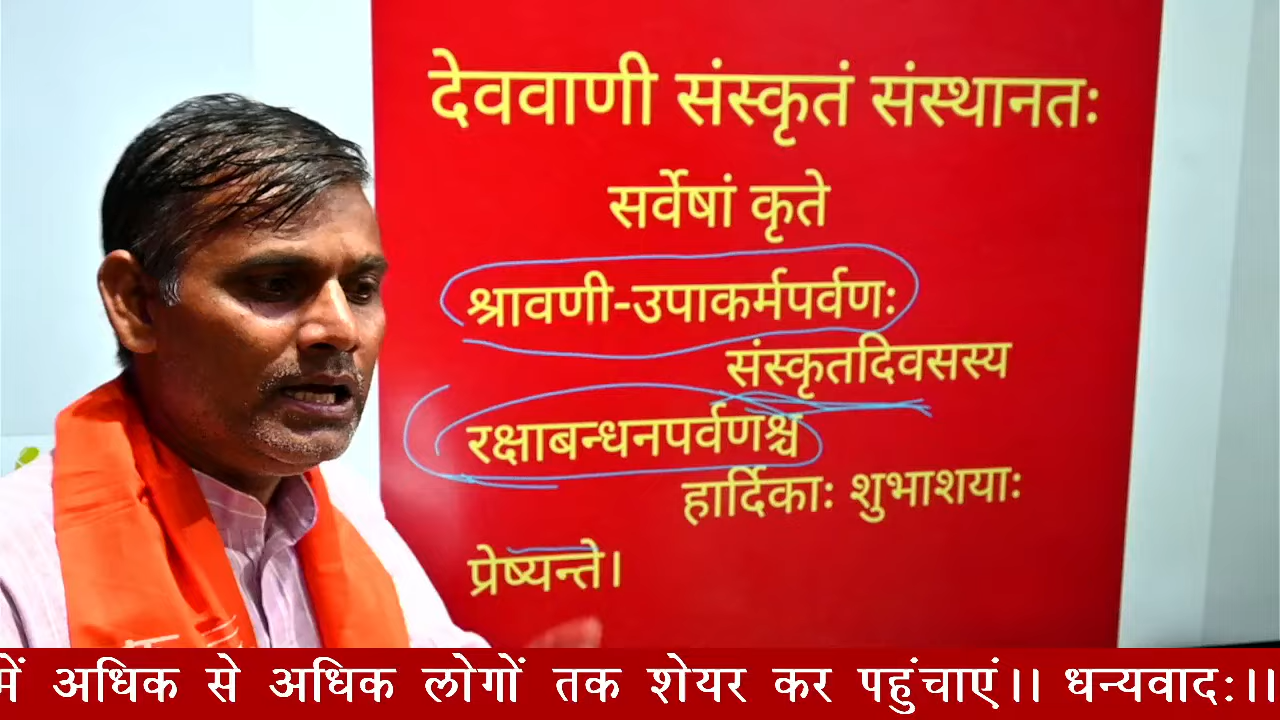 देववाणी संस्कृतं संस्थानतः
सर्वेषां कृते
श्रावणी-उपाकर्मपर्वणः
संस्कृतदिवसस्य
रक्षाबन्धनपर्वणश्च
हार्दिकाः शुभाशयाः
प्रेष्यन्ते।
में अधिक से अधिक लोगों तक शेयर कर पहुंचाएं।। धन्यवादः।।